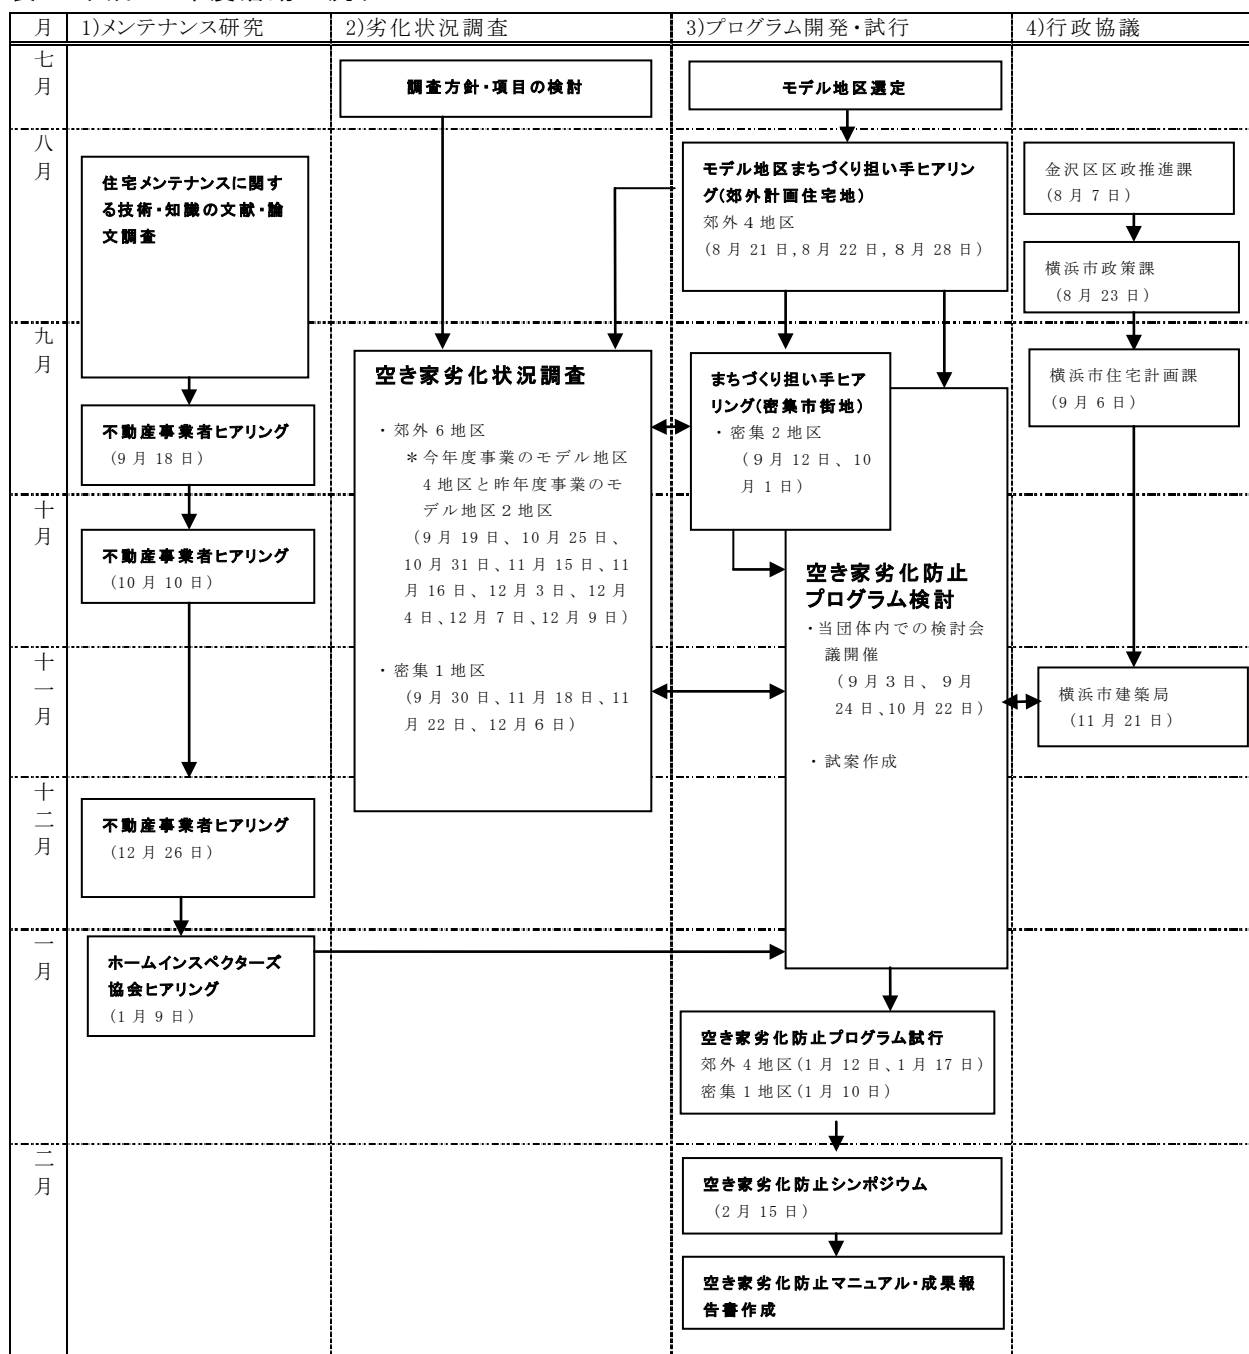 月
1)メンテナンス研究
2)劣化状況調査
3)プログラム開発・試行
4)行政協議
七
月
調査方針・項目の検討
モデル地区選定
八
月
住宅メンテナンスに関す
る技術・知識の文献・論
文調査
モデル地区まちづくり担い手ヒアリン
グ(郊外計画住宅地)
郊外4地区
(8月21日,8月22日,8月28日)
金沢区区政推進課
(8月7日)
横浜市政策課
(8月23日)
九
月
不動産事業者ヒアリング
(9月18日)
空き家劣化状況調査
・郊外6地区
＊今年度事業のモデル地区
4地区と昨年度事業のモ
デル地区2地区
(9月19日、10月25日、
10月31日、11月15日、11
月16日、12月3日、12月
4日、12月7日、12月9日)
・密集1地区
(9月30日、11月18日、11
月22日、12月6日)
まちづくり担い手ヒア
リング(密集市街地)
・密集2地区
(9月12日、10
月1日)
横浜市住宅計画課
(9月6日)
十
月
不動産事業者ヒアリング
(10月10日)
空き家劣化防止
プログラム検討
・当団体内での検討会
議開催
(9月3日、9月
24日、10月22日)
・試案作成
十
一
月
横浜市建築局
(11月21日)
十
二
月
不動産事業者ヒアリング
(12月26日)
一
月
ホームインスペクターズ
協会ヒアリング
(1月9日)
空き家劣化防止プログラム試行
郊外4地区(1月12日、1月17日)
密集1地区(1月10日)
二
月
空き家劣化防止シンポジウム
(2月15日)
空き家劣化防止マニュアル・成果報
告書作成